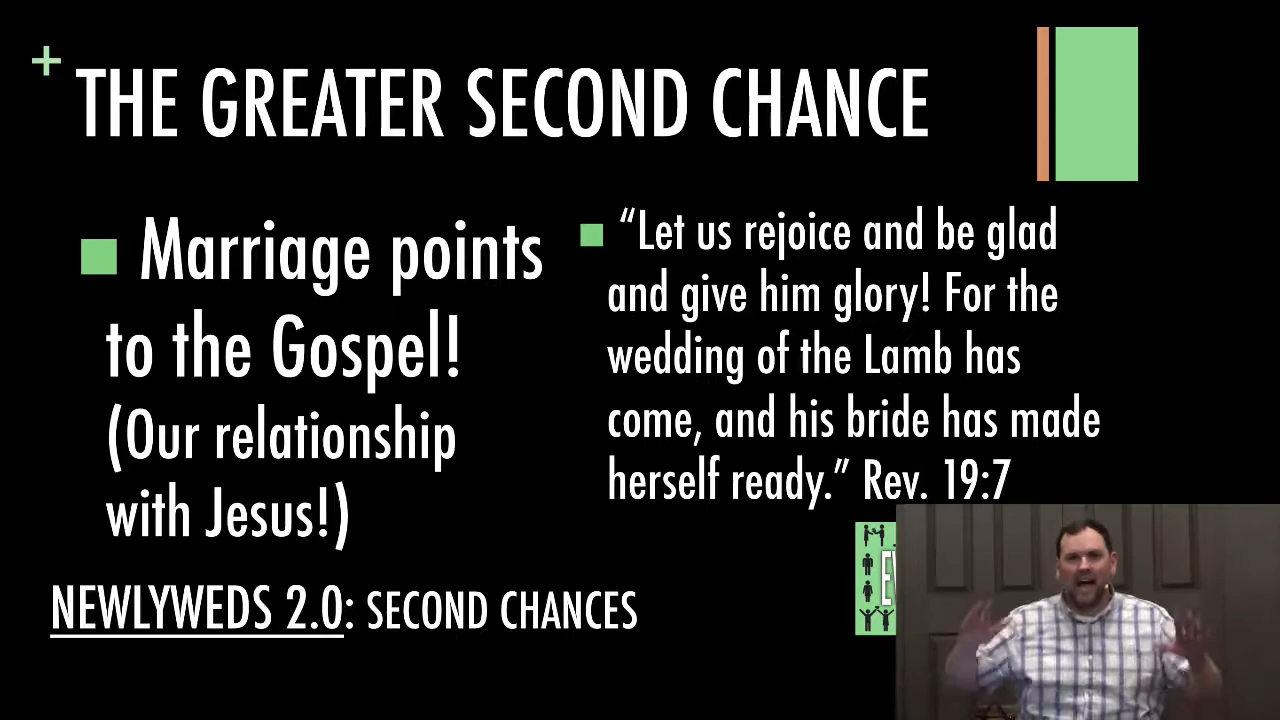 +
THE GREATER SECOND CHANCE
Marriage points
to the Gospel!
(Our relationship
with Jesus!)
“Let us rejoice and be glad
and give him glory! For the
wedding of the Lamb has
come, and his bride has made
herself ready.” Rev. 19:7
NEWLYWEDS 2.0: SECOND CHANCES